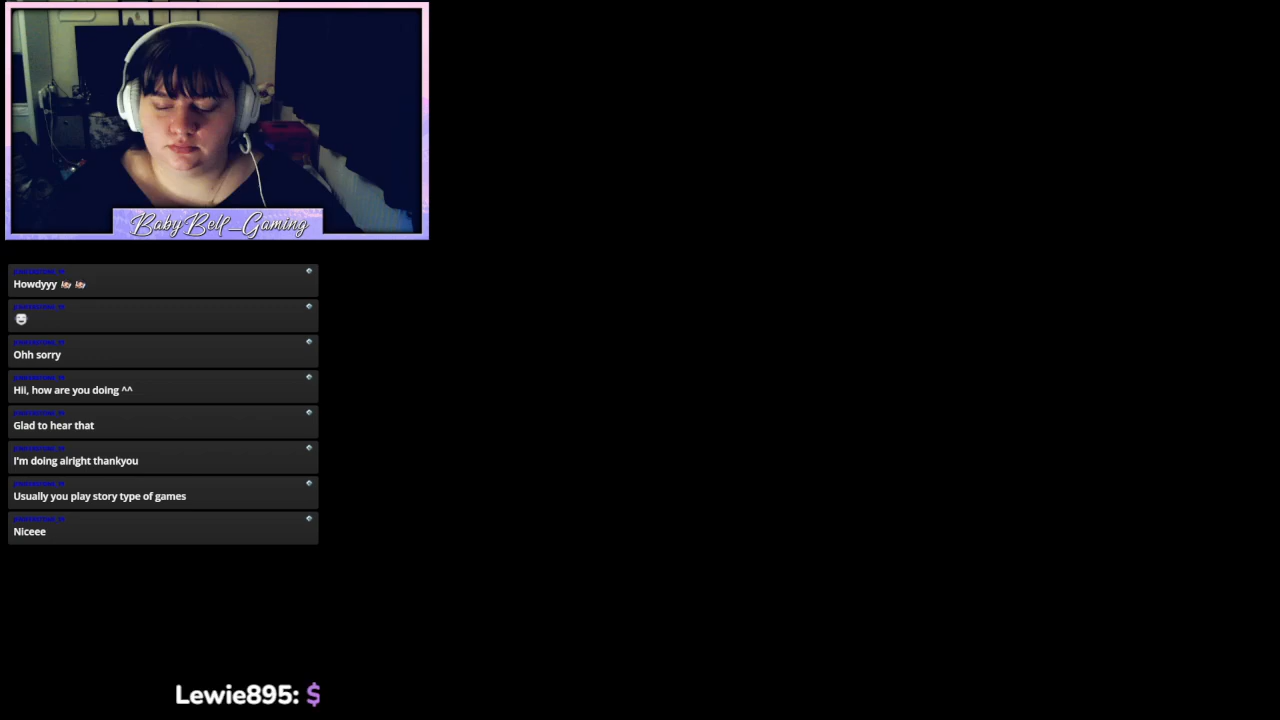 BabyBell_Gaming
Howdyyy
Ohh sorry
Hii, how are you doing ^^
Glad to hear that
I'm doing alright thankyou
Usually you play story type of games
Niceee
Lewie895: $